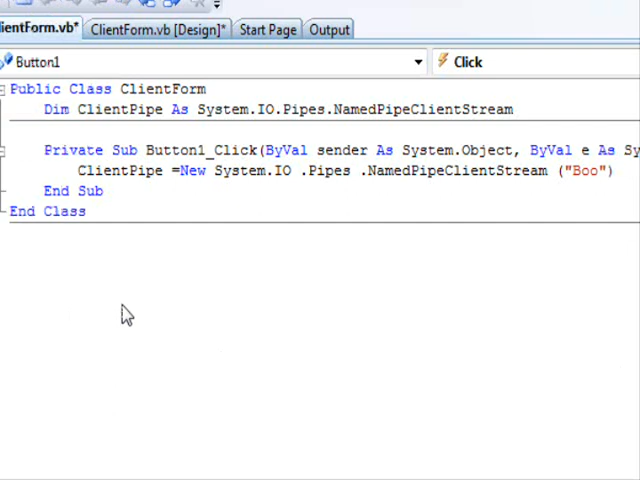 ClientForm.vb* ClientForm.vb [Design]* Start Page Output
Button1 Click
Public Class ClientForm
Dim ClientPipe As System.IO.Pipes.NamedPipeClientStream
Private Sub Button1_Click(ByVal sender As System.Object, ByVal e As Sy
ClientPipe =New System.IO .Pipes .NamedPipeClientStream ("Boo")
End Sub
End Class